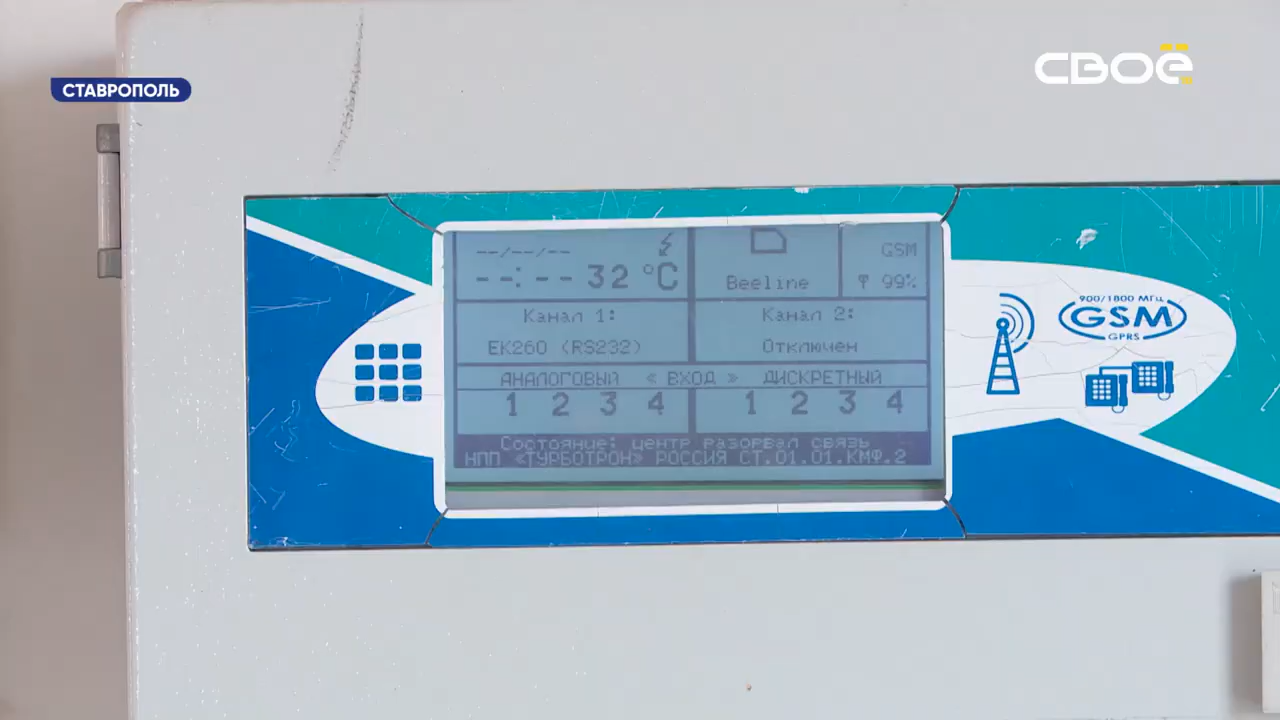 СТАВРОПОЛЬ
СВОЁ
--/--/--
--:-- 32 °C
Beeline
GSM
99%
Канал 1:
EK260 (RS232)
Канал 2:
Отключен
АНАЛОГОВЫЙ « ВХОД » ДИСКРЕТНЫЙ
1 2 3 4
1 2 3 4
Состояние: центр разорвал связь
НПП «ТУРБОТРОН» РОССИЯ СТ.01.01.КМФ.2
900/1800 МГц
GSM
GPRS